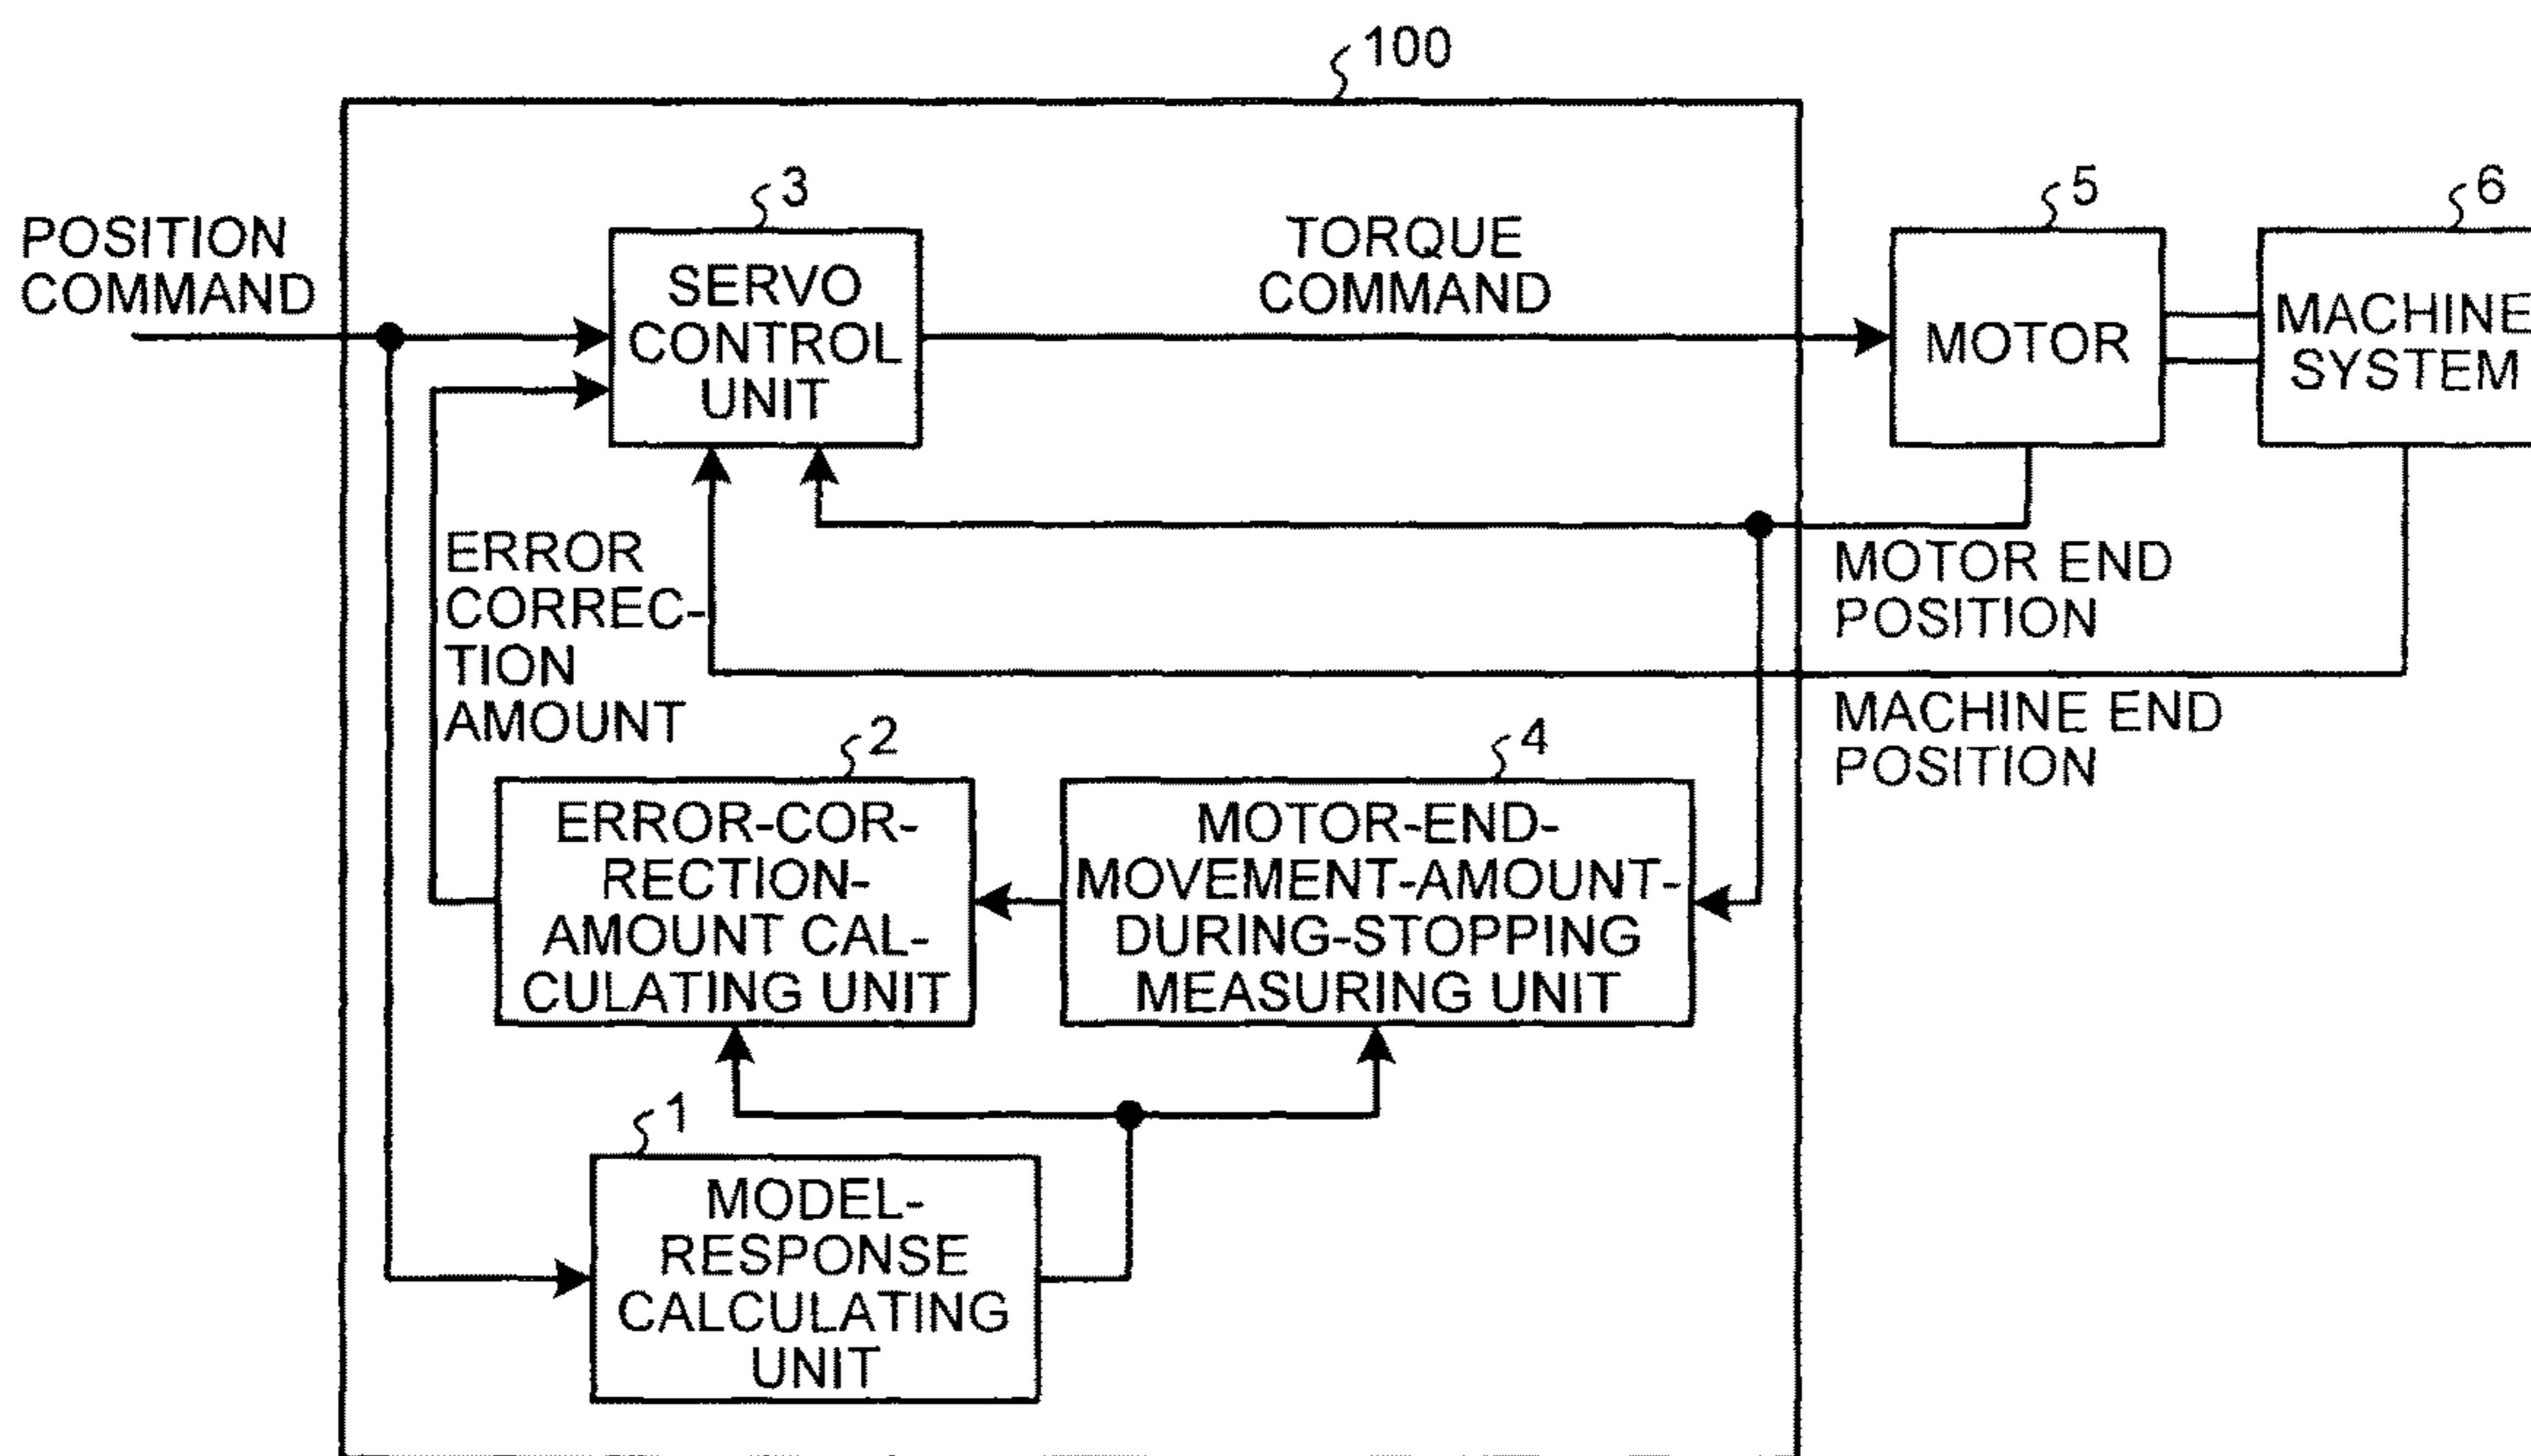 100
3
5
6
POSITION
COMMAND
SERVO
CONTROL
UNIT
TORQUE
COMMAND
MOTOR
MACHINE
SYSTEM
ERROR
CORREC-
TION
AMOUNT
MOTOR END
POSITION
MACHINE END
POSITION
2
4
ERROR-COR-
RECTION-
AMOUNT CAL-
CULATING UNIT
MOTOR-END-
MOVEMENT-AMOUNT-
DURING-STOPPING
MEASURING UNIT
1
MODEL-
RESPONSE
CALCULATING
UNIT